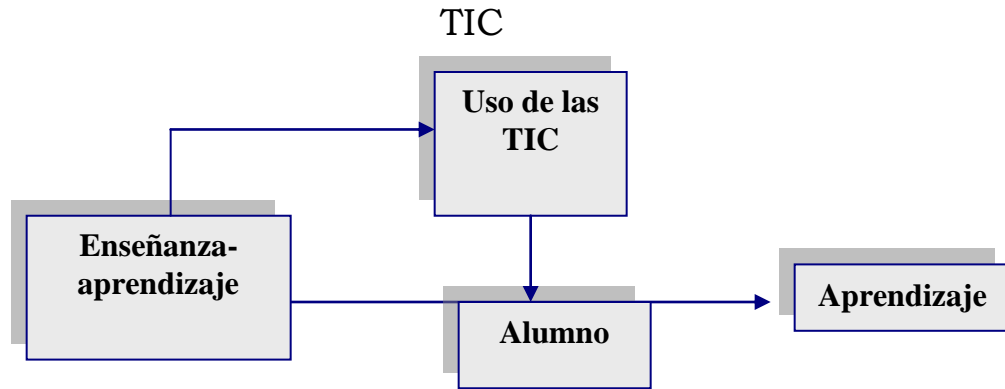 TIC
Uso de las
TIC
Enseñanza-
aprendizaje
Alumno
Aprendizaje